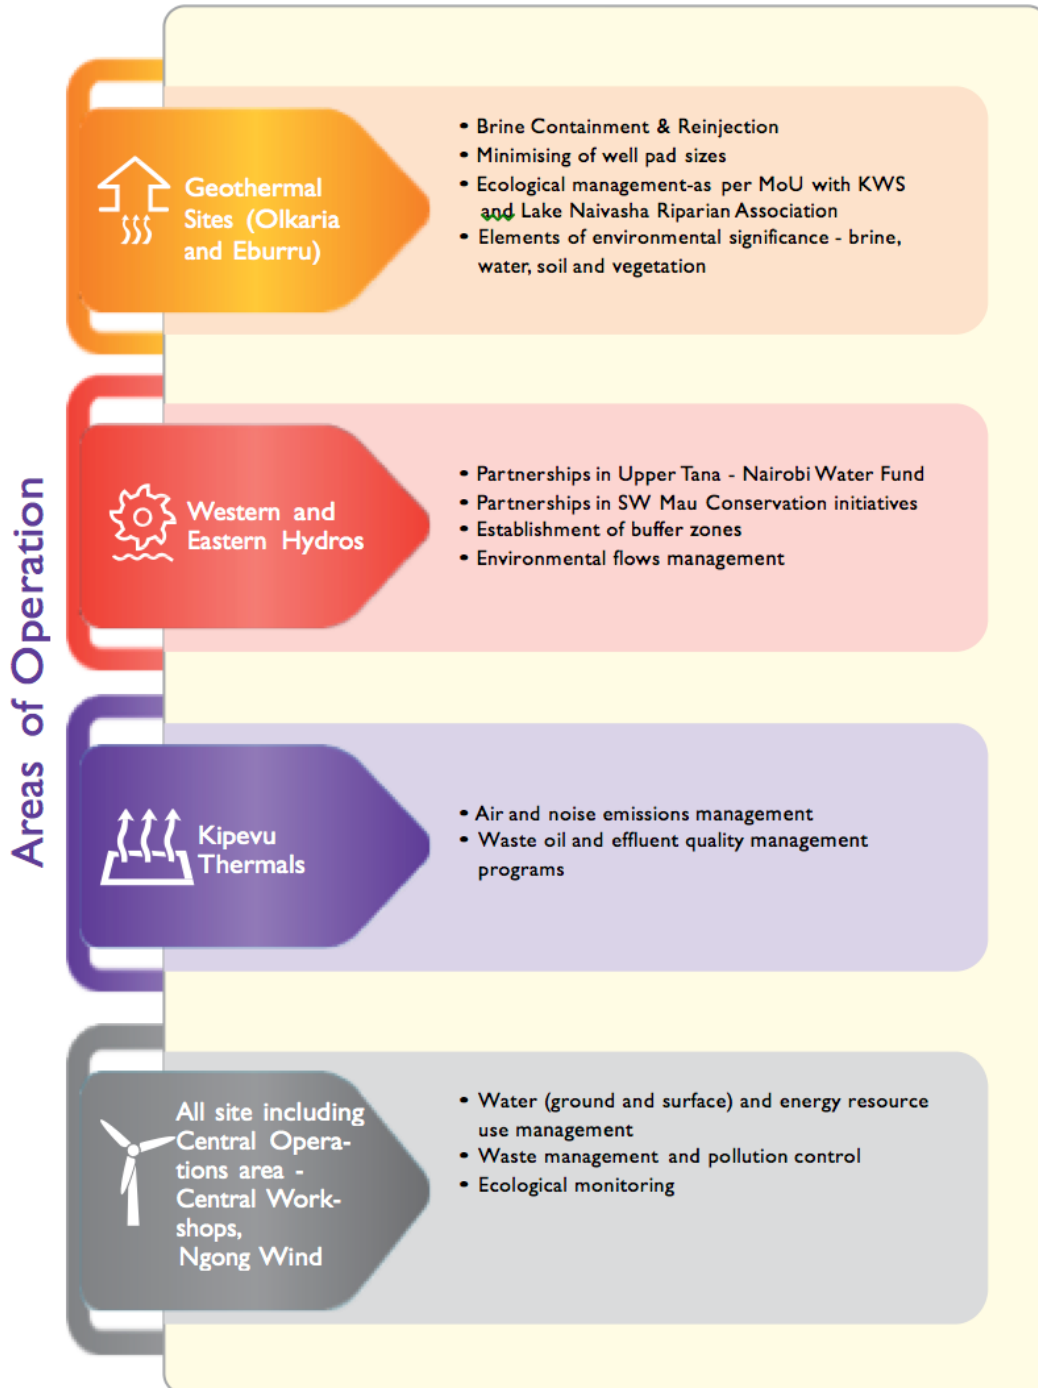 Areas of Operation
Geothermal
Sites (Olkaria
and Eburru)
• Brine Containment & Reinjection
• Minimising of well pad sizes
• Ecological management-as per MoU with KWS
and Lake Naivasha Riparian Association
• Elements of environmental significance - brine,
water, soil and vegetation
Western and
Eastern Hydros
• Partnerships in Upper Tana - Nairobi Water Fund
• Partnerships in SW Mau Conservation initiatives
• Establishment of buffer zones
• Environmental flows management
Kipevu
Thermals
• Air and noise emissions management
• Waste oil and effluent quality management
programs
All site including
Central Opera-
tions area -
Central Work-
shops,
Ngong Wind
• Water (ground and surface) and energy resource
use management
• Waste management and pollution control
• Ecological monitoring